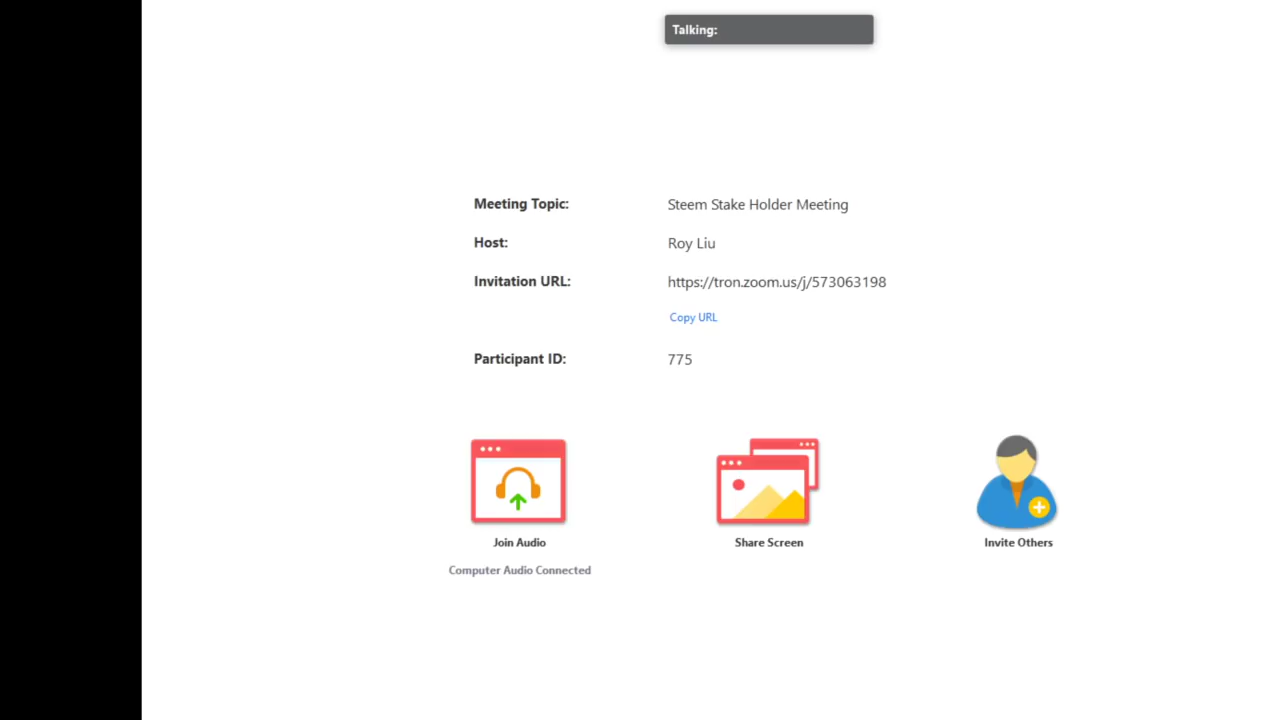 Talking:
Meeting Topic: Steem Stake Holder Meeting
Host: Roy Liu
Invitation URL: https://tron.zoom.us/j/573063198
Copy URL
Participant ID: 775
Join Audio Share Screen Invite Others
Computer Audio Connected